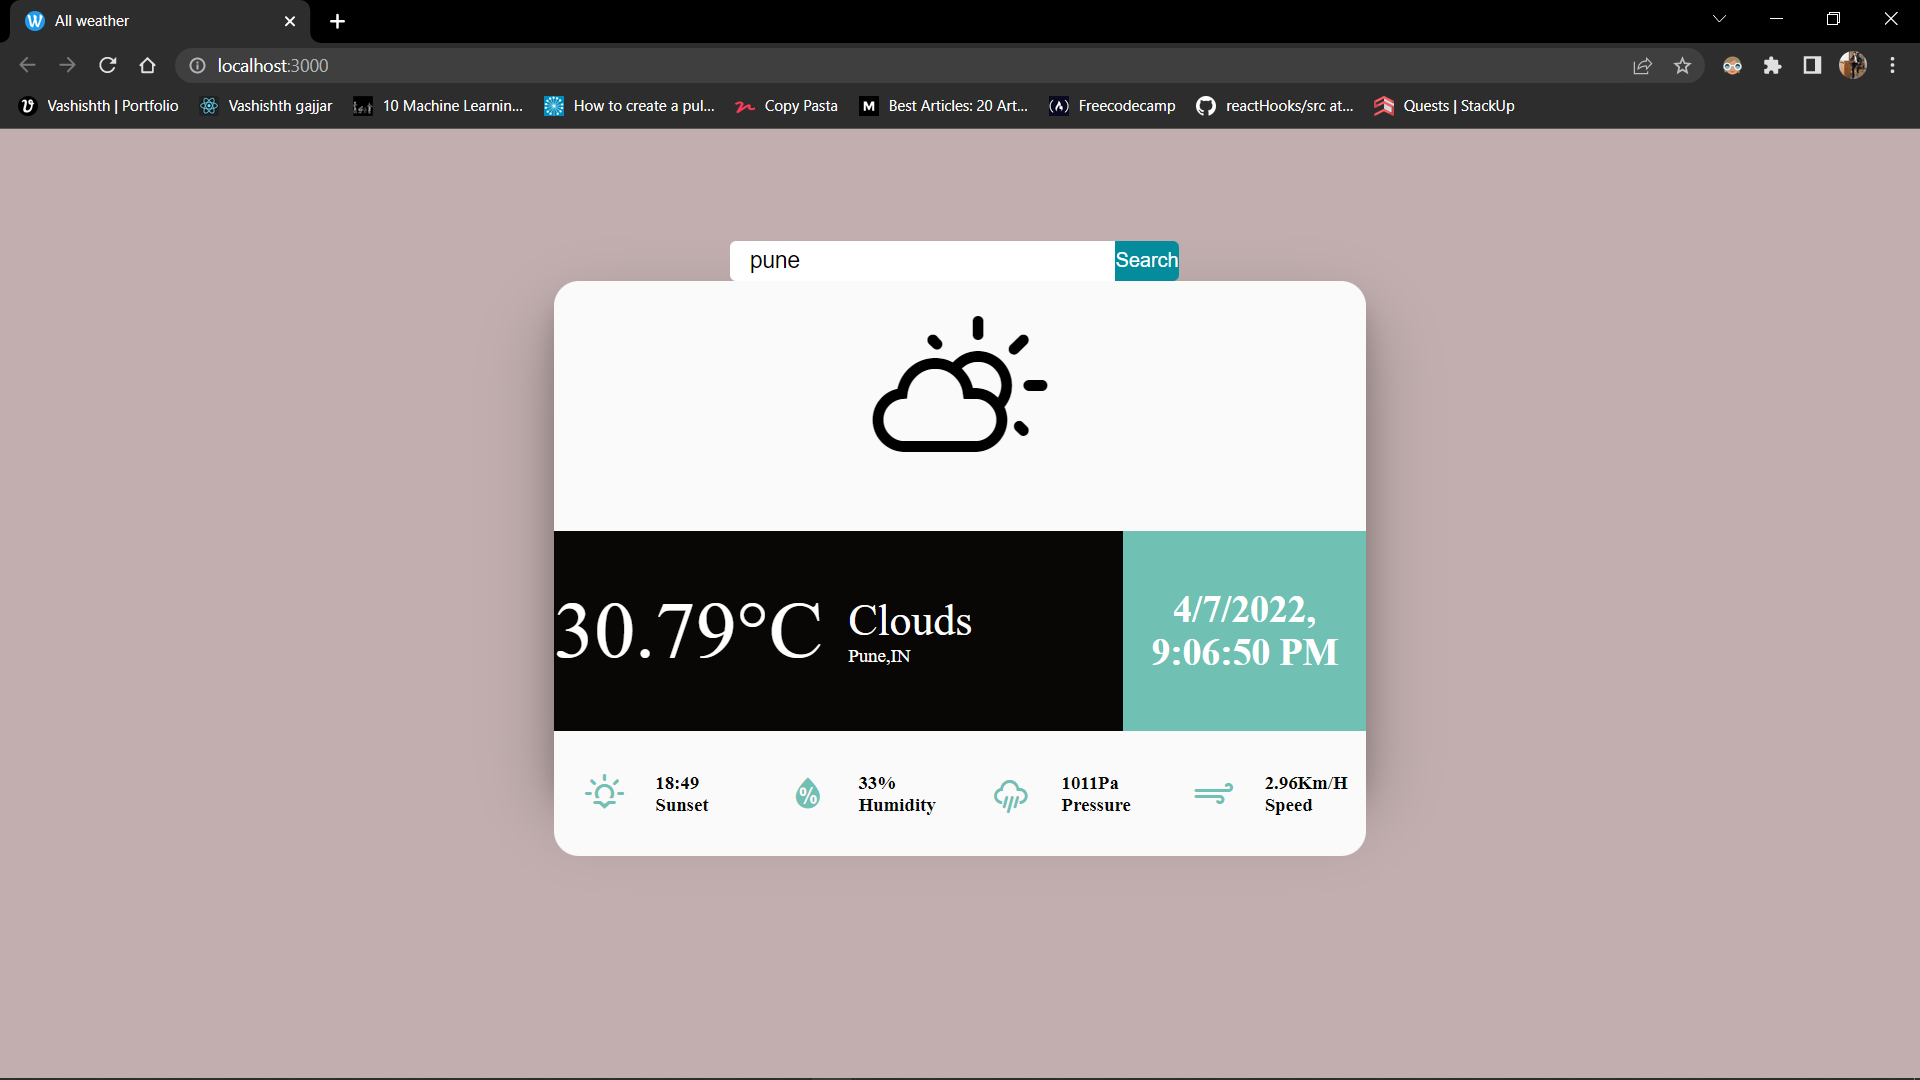 All weather
localhost:3000
Vashishth | Portfolio
Vashishth gajjar
10 Machine Learnin...
How to create a pul...
Copy Pasta
Best Articles: 20 Art...
Freecodecamp
reactHooks/src at...
Quests | StackUp
pune
Search
30.79°C
Clouds
Pune,IN
4/7/2022,
9:06:50 PM
18:49
Sunset
33%
Humidity
1011Pa
Pressure
2.96Km/H
Speed